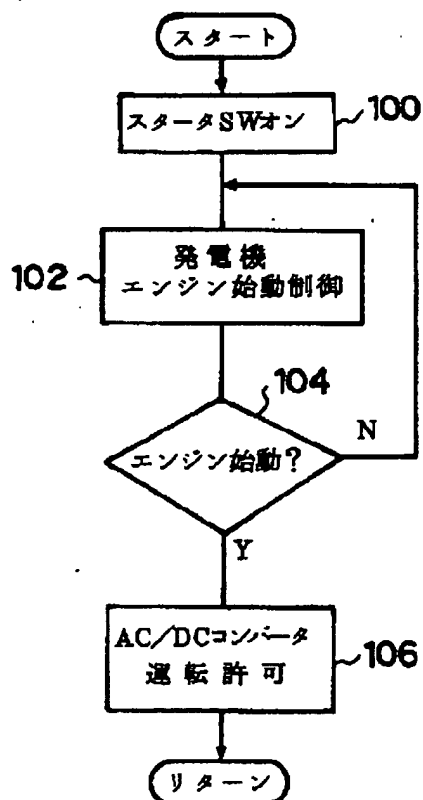 スタート
スタータSWオン
100
発電機
エンジン始動制御
102
104
エンジン始動?
N
Y
AC/DCコンバータ
運転許可
106
リターン